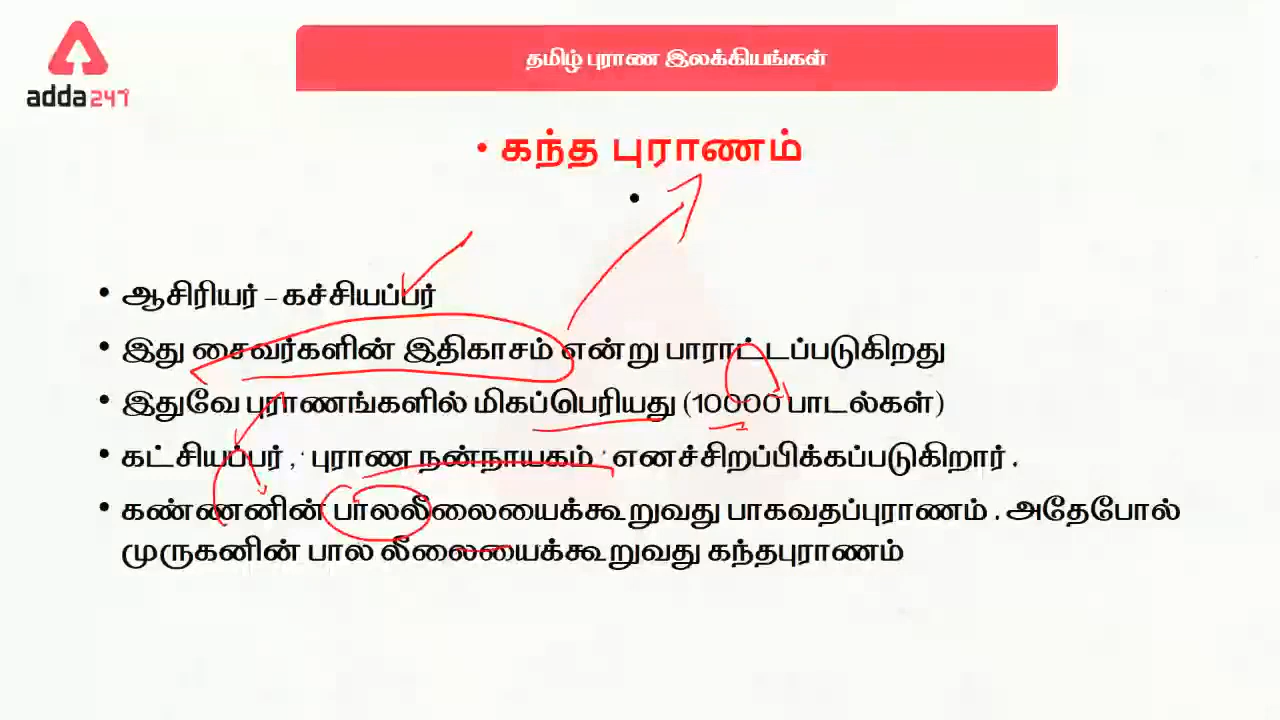 adda247
தமிழ் புராண இலக்கியங்கள்
• கந்த புராணம்
•
• ஆசிரியர் – கச்சியப்பர்
• இது சைவர்களின் இதிகாசம் என்று பாராட்டப்படுகிறது
• இதுவே புராணங்களில் மிகப்பெரியது (10000 பாடல்கள்)
• கட்சியப்பர் , ' புராண நன்நாயகம் ' எனச்சிறப்பிக்கப்படுகிறார் .
• கண்ணனின் பாலலீலையைக்கூறுவது பாகவதப்புராணம் . அதேபோல்
முருகனின் பால லீலையைக்கூறுவது கந்தபுராணம்